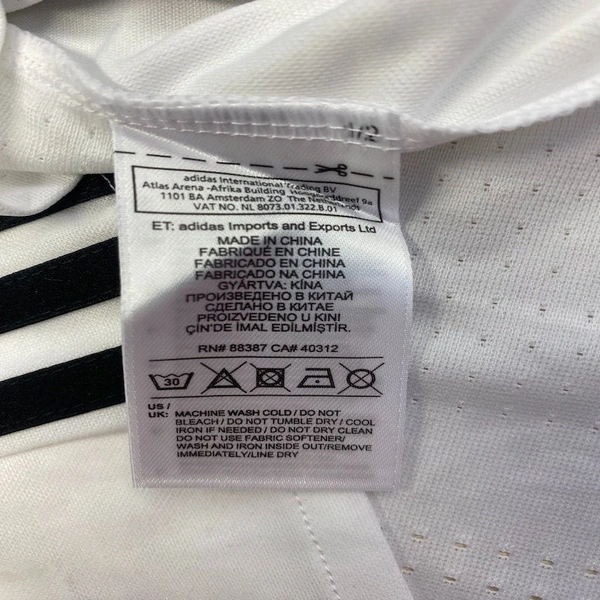 adidas International Trading BV
Atlas Arena -Afrika Building Hoogoorddreef 9a
1101 BA Amsterdam ZO The Netherlands
VAT NO. NL 8073.01.322.B.01
ET: adidas Imports and Exports Ltd
MADE IN CHINA
FABRIQUÉ EN CHINE
FABRICADO EN CHINA
FABRICADO NA CHINA
GYÁRTVA: KÍNA
ПРОИЗВЕДЕНО В КИТАЙ
СДЕЛАНО В КИТАЕ
PROIZVEDENO U KINI
ÇİN'DE İMAL EDİLMİŞTİR.
RN# 88387 CA# 40312
30
US /
UK: MACHINE WASH COLD / DO NOT
BLEACH / DO NOT TUMBLE DRY / COOL
IRON IF NEEDED / DO NOT DRY CLEAN
DO NOT USE FABRIC SOFTENER/
WASH AND IRON INSIDE OUT/REMOVE
IMMEDIATELY/LINE DRY